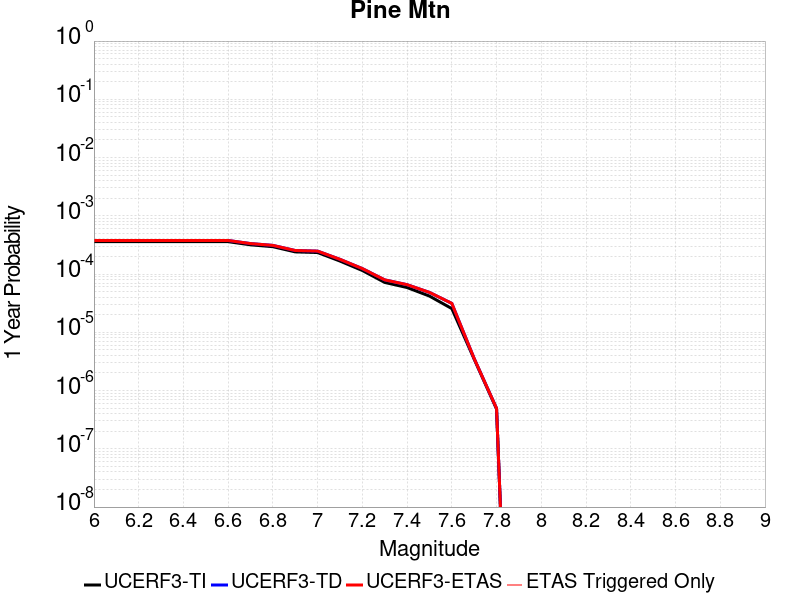 Pine Mtn
1 Year Probability
10^0
10^-1
10^-2
10^-3
10^-4
10^-5
10^-6
10^-7
10^-8
6 6.2 6.4 6.6 6.8 7 7.2 7.4 7.6 7.8 8 8.2 8.4 8.6 8.8 9
Magnitude
UCERF3-TI UCERF3-TD UCERF3-ETAS ETAS Triggered Only